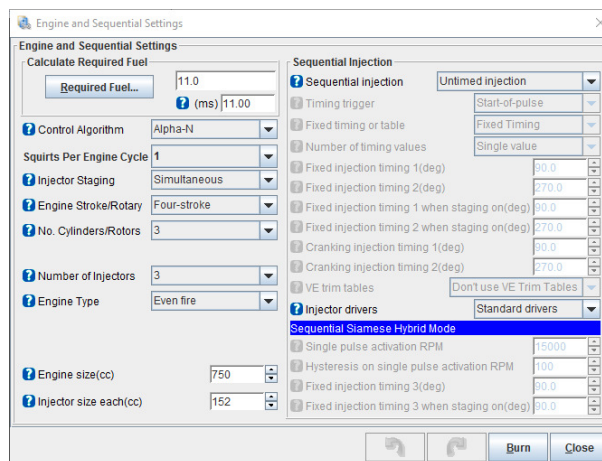 Engine and Sequential Settings
Engine and Sequential Settings
Calculate Required Fuel
Required Fuel... 11.0
(ms) 11.00
Control Algorithm Alpha-N
Squirts Per Engine Cycle 1
Injector Staging Simultaneous
Engine Stroke/Rotary Four-stroke
No. Cylinders/Rotors 3
Number of Injectors 3
Engine Type Even fire
Engine size(cc) 750
Injector size each(cc) 152
Sequential Injection
Sequential injection Untimed injection
Timing trigger Start-of-pulse
Fixed timing or table Fixed Timing
Number of timing values Single value
Fixed injection timing 1(deg) 90.0
Fixed injection timing 2(deg) 270.0
Fixed injection timing 1 when staging on(deg) 90.0
Fixed injection timing 2 when staging on(deg) 270.0
Cranking injection timing 1(deg) 90.0
Cranking injection timing 2(deg) 270.0
VE trim tables Don't use VE Trim Tables
Injector drivers Standard drivers
Sequential Siamese Hybrid Mode
Single pulse activation RPM 15000
Hysteresis on single pulse activation RPM 100
Fixed injection timing 3(deg) 90.0
Fixed injection timing 3 when staging on(deg) 90.0
Burn Close